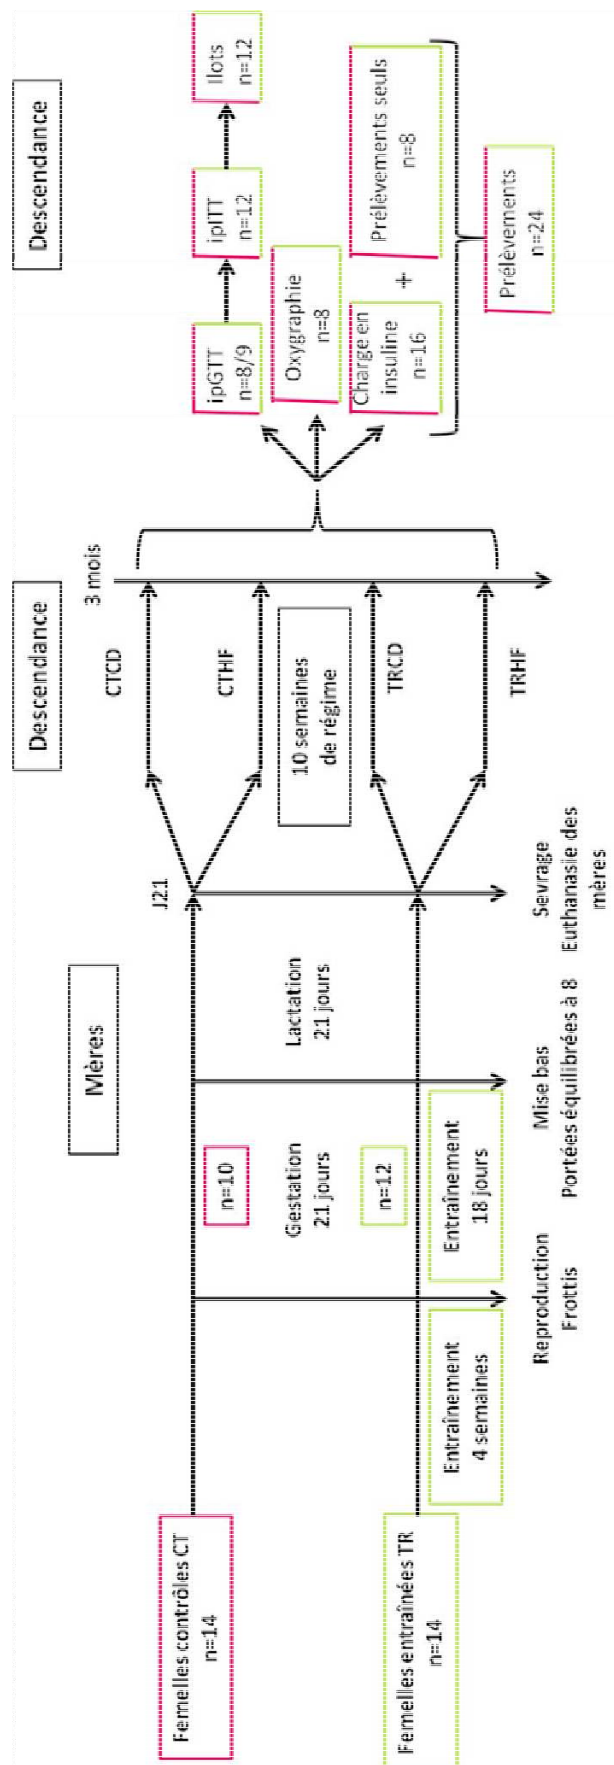 Femelles contrôles CT
n=14
Femelles entraînées TR
n=14
Entraînement
4 semaines
Reproduction
Frottis
Mères
n=10
Gestation
21 jours
n=12
Entraînement
18 jours
Mise bas
Portées équilibrées à 8
Lactation
21 jours
J21
Sevrage
Euthanasie des
mères
Descendance
3 mois
CTCD
CTHF
10 semaines
de régime
TRCD
TRHF
Descendance
ipGTT
n=8/9
ipITT
n=12
Ilots
n=12
Oxygraphie
n=8
Charge en
insuline
n=16
+
Prélèvements seuls
n=8
Prélèvements
n=24